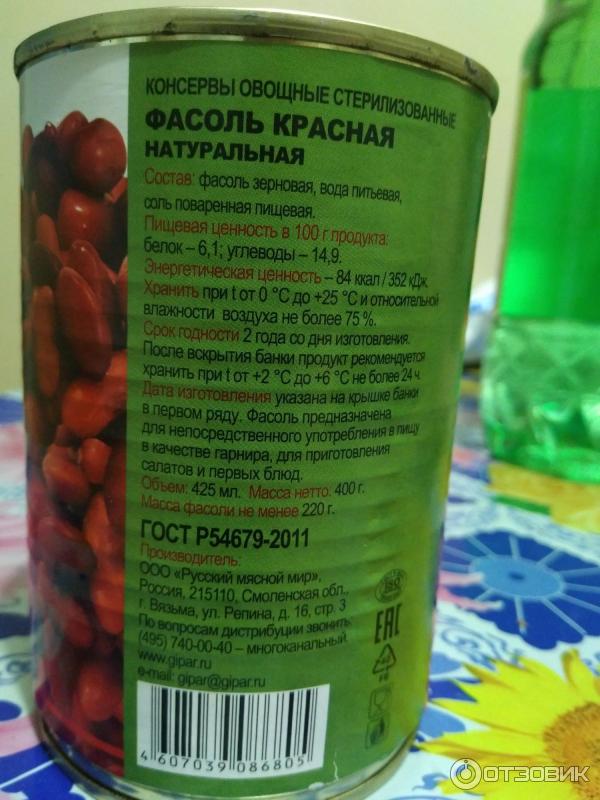 КОНСЕРВЫ ОВОЩНЫЕ СТЕРИЛИЗОВАННЫЕ
ФАСОЛЬ КРАСНАЯ
НАТУРАЛЬНАЯ
Состав: фасоль зерновая, вода питьевая,
соль поваренная пищевая.
Пищевая ценность в 100 г продукта:
белок – 6,1; углеводы – 14,9.
Энергетическая ценность – 84 ккал / 352 кДж.
Хранить при t от 0 °С до +25 °С и относительной
влажности воздуха не более 75 %.
Срок годности 2 года со дня изготовления.
После вскрытия банки продукт рекомендуется
хранить при t от +2 °С до +6 °С не более 24 ч.
Дата изготовления указана на крышке банки
в первом ряду. Фасоль предназначена
для непосредственного употребления в пищу
в качестве гарнира, для приготовления
салатов и первых блюд.
Объем: 425 мл. Масса нетто: 400 г.
Масса фасоли не менее 220 г.
ГОСТ Р54679-2011
Производитель:
ООО «Русский мясной мир»,
Россия, 215110, Смоленская обл.,
г. Вязьма, ул. Репина, д. 16, стр. 3
По вопросам дистрибуции звонить:
(495) 740-00-40 – многоканальный.
www.gipar.ru
e-mail: gipar@gipar.ru
ISO
EAC
40
4 607039 086805
ОТЗОВИК